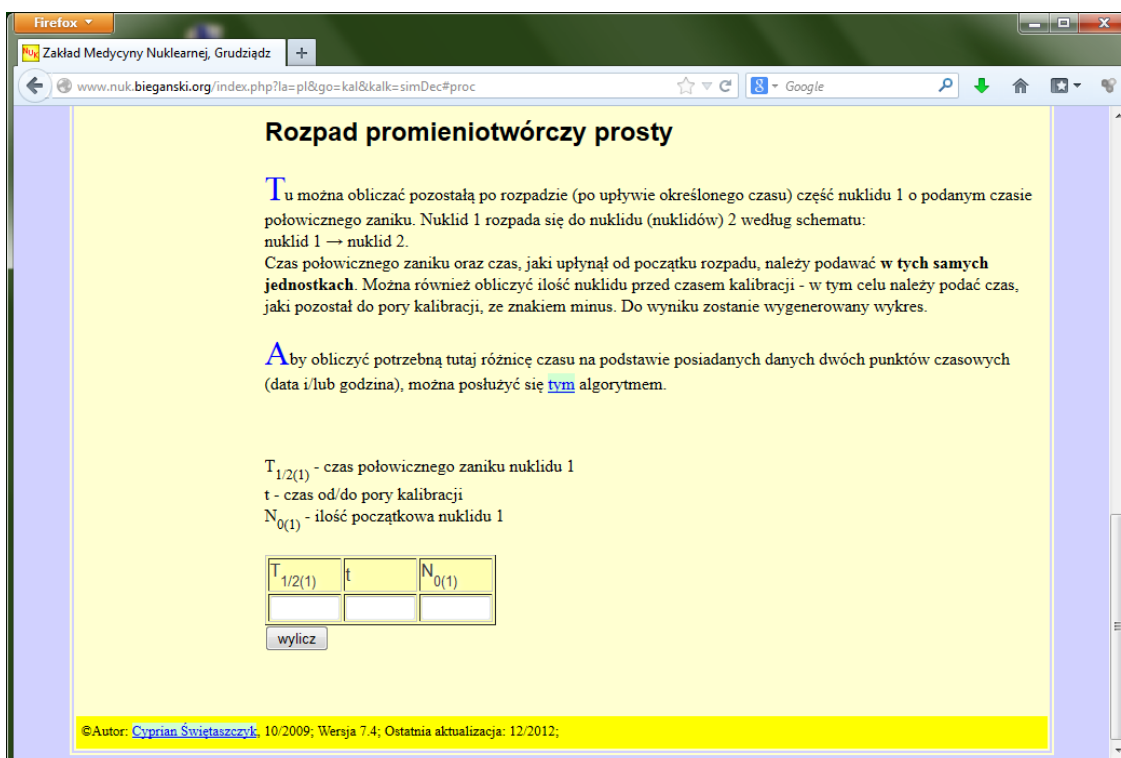 Firefox
Zakład Medycyny Nuklearnej, Grudziądz
www.nuk.bieganski.org/index.php?la=pl&go=kal&kalk=simDec#proc
Google
Rozpad promieniotwórczy prosty
Tu można obliczać pozostałą po rozpadzie (po upływie określonego czasu) część nuklidu 1 o podanym czasie
połowicznego zaniku. Nuklid 1 rozpada się do nuklidu (nuklidów) 2 według schematu:
nuklid 1 → nuklid 2.
Czas połowicznego zaniku oraz czas, jaki upłynął od początku rozpadu, należy podawać w tych samych
jednostkach. Można również obliczyć ilość nuklidu przed czasem kalibracji - w tym celu należy podać czas,
jaki pozostał do pory kalibracji, ze znakiem minus. Do wyniku zostanie wygenerowany wykres.
Aby obliczyć potrzebną tutaj różnicę czasu na podstawie posiadanych danych dwóch punktów czasowych
(data i/lub godzina), można posłużyć się tym algorytmem.
T1/2(1) - czas połowicznego zaniku nuklidu 1
t - czas od/do pory kalibracji
N0(1) - ilość początkowa nuklidu 1
T1/2(1) t N0(1)
wylicz
©Autor: Cyprian Świętaszczyk, 10/2009; Wersja 7.4; Ostatnia aktualizacja: 12/2012;